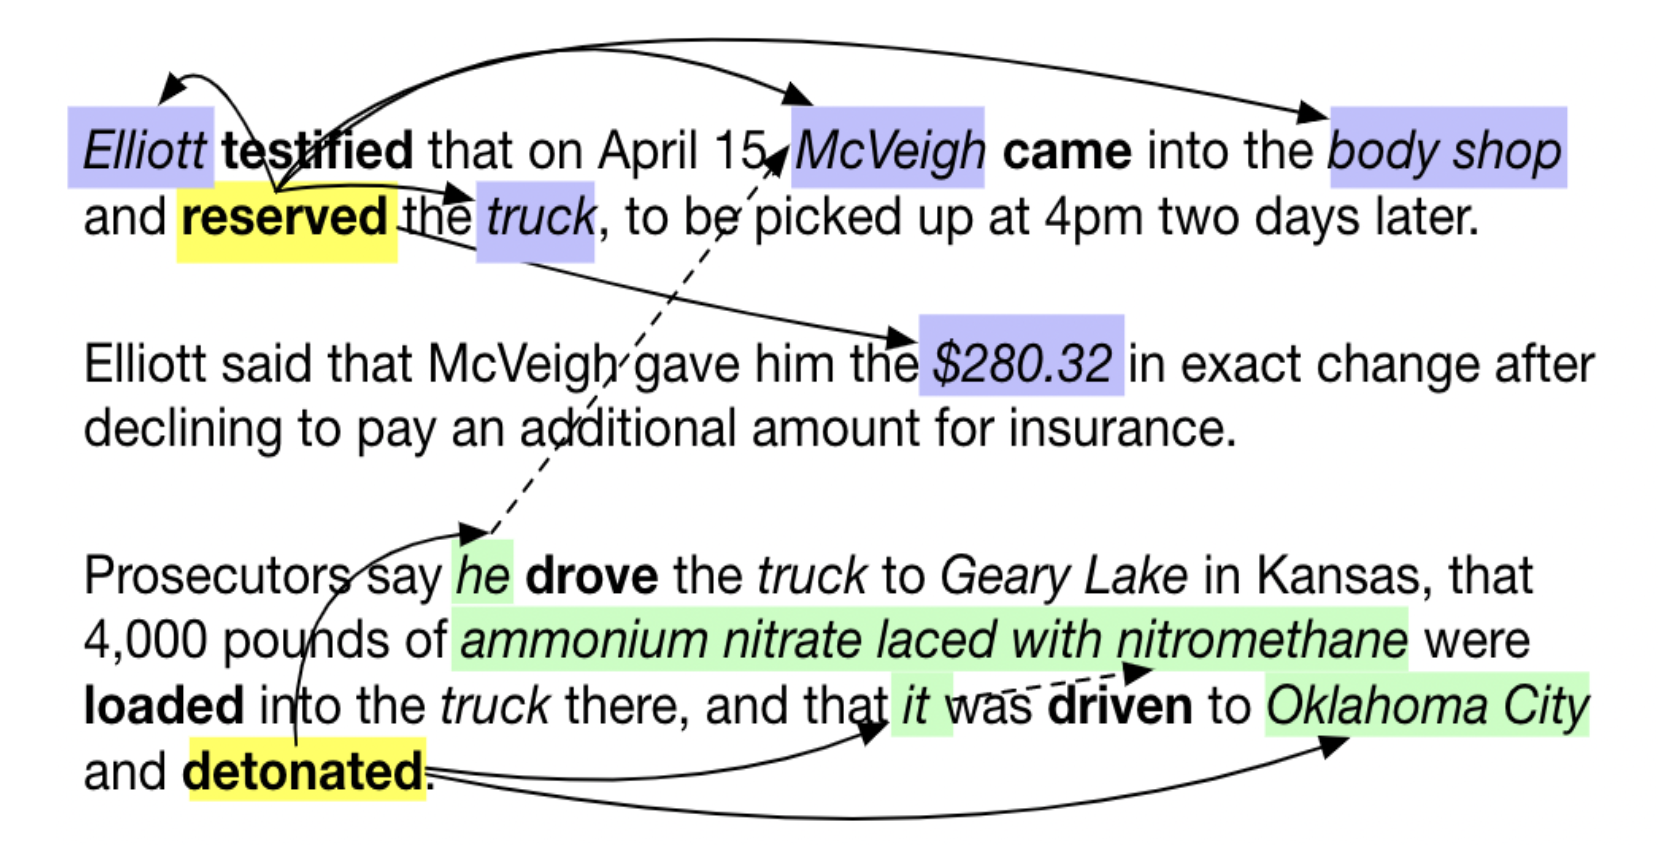 Elliott testified that on April 15, McVeigh came into the body shop
and reserved the truck, to be picked up at 4pm two days later.
Elliott said that McVeigh gave him the $280.32 in exact change after
declining to pay an additional amount for insurance.
Prosecutors say he drove the truck to Geary Lake in Kansas, that
4,000 pounds of ammonium nitrate laced with nitromethane were
loaded into the truck there, and that it was driven to Oklahoma City
and detonated.